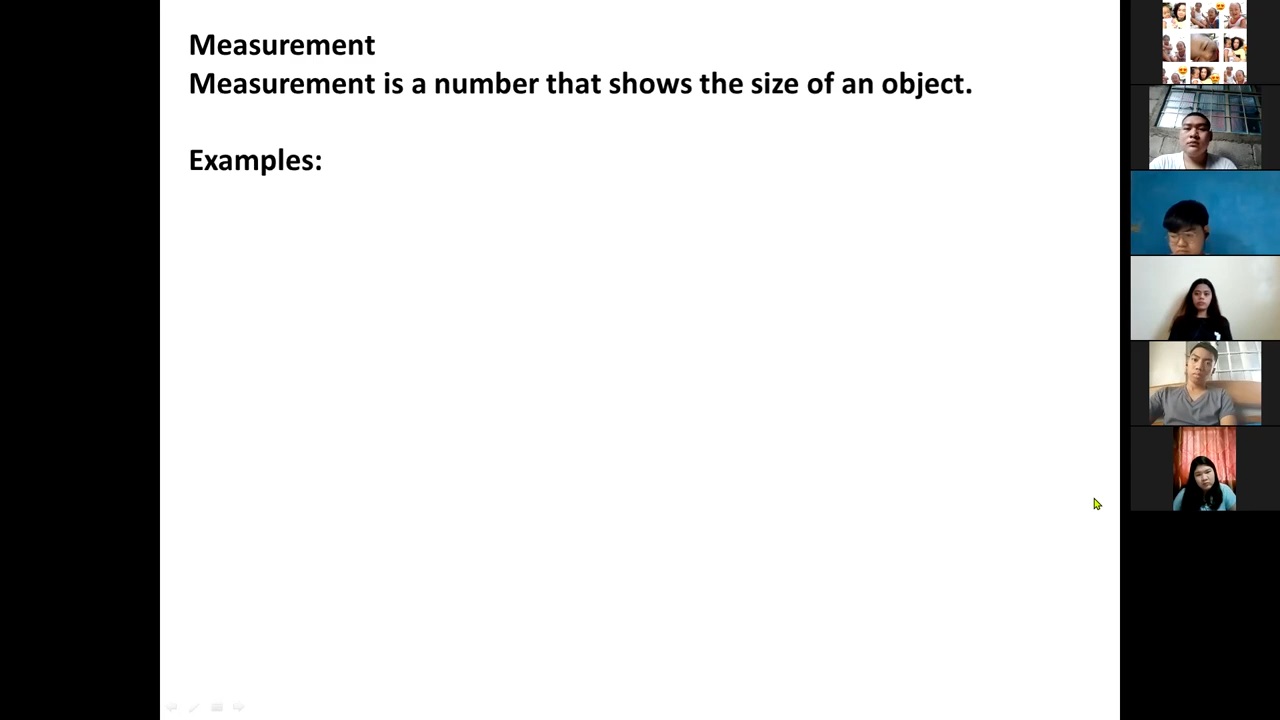 Measurement
Measurement is a number that shows the size of an object.
Examples: